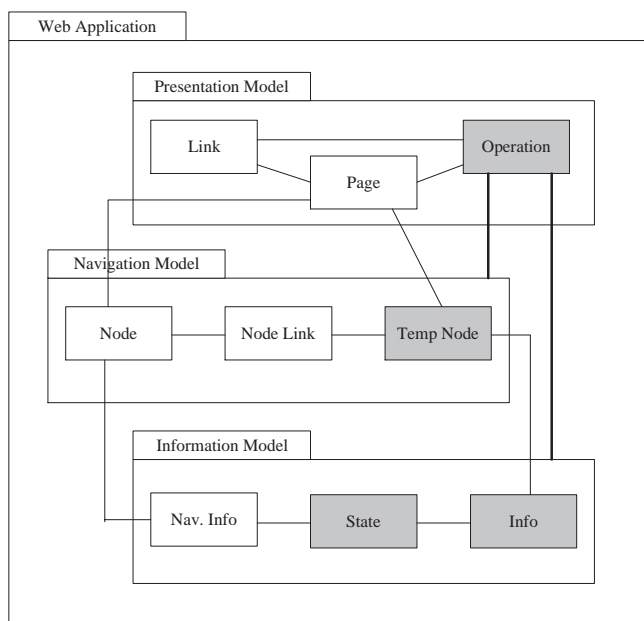 Web Application
Presentation Model
Link
Operation
Page
Navigation Model
Node
Node Link
Temp Node
Information Model
Nav. Info
State
Info